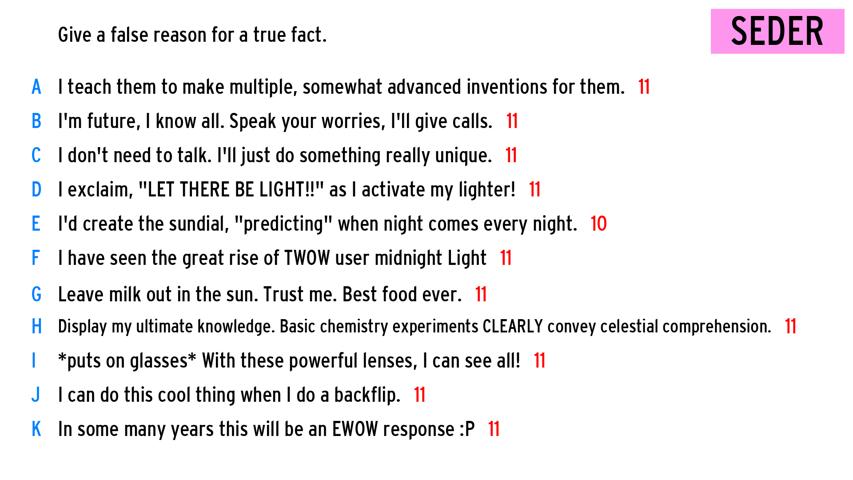 Give a false reason for a true fact.
SEDER
A I teach them to make multiple, somewhat advanced inventions for them. 11
B I'm future, I know all. Speak your worries, I'll give calls. 11
C I don't need to talk. I'll just do something really unique. 11
D I exclaim, "LET THERE BE LIGHT!!" as I activate my lighter! 11
E I'd create the sundial, "predicting" when night comes every night. 10
F I have seen the great rise of TWOW user midnight Light 11
G Leave milk out in the sun. Trust me. Best food ever. 11
H Display my ultimate knowledge. Basic chemistry experiments CLEARLY convey celestial comprehension. 11
I *puts on glasses* With these powerful lenses, I can see all! 11
J I can do this cool thing when I do a backflip. 11
K In some many years this will be an EWOW response :P 11